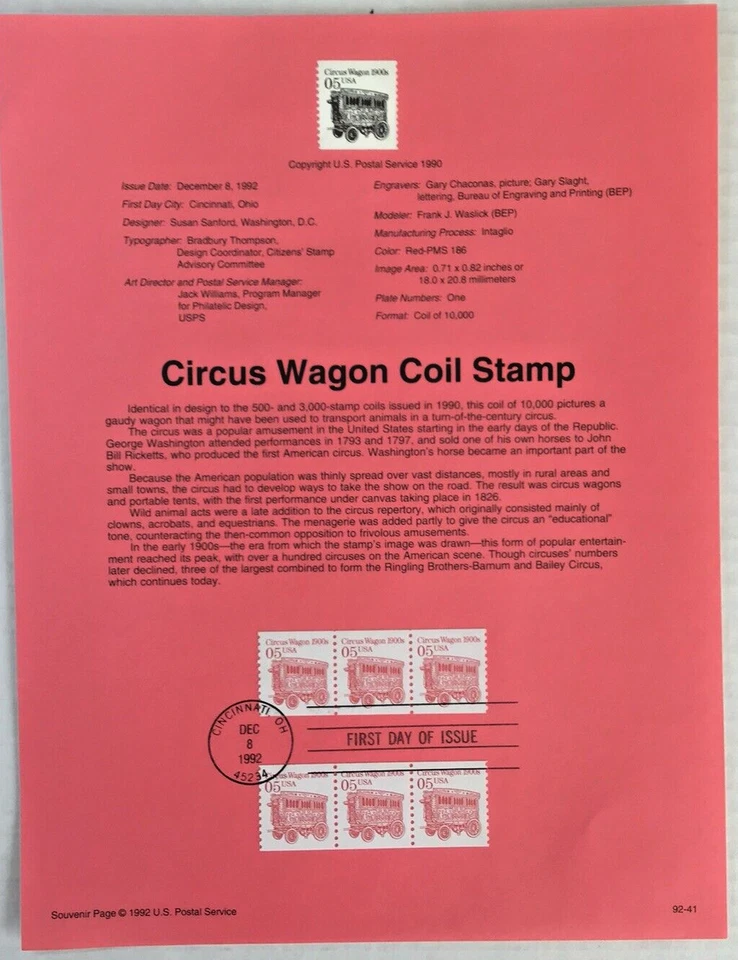 Circus Wagon 1900s
05 USA
Copyright U.S. Postal Service 1990
Issue Date: December 8, 1992
First Day City: Cincinnati, Ohio
Designer: Susan Sanford, Washington, D.C.
Typographer: Bradbury Thompson,
Design Coordinator, Citizens' Stamp
Advisory Committee
Art Director and Postal Service Manager:
Jack Williams, Program Manager
for Philatelic Design,
USPS
Engravers: Gary Chaconas, picture; Gary Slaght,
lettering, Bureau of Engraving and Printing (BEP)
Modeler: Frank J. Waslick (BEP)
Manufacturing Process: Intaglio
Color: Red-PMS 186
Image Area: 0.71 x 0.82 inches or
18.0 x 20.8 millimeters
Plate Numbers: One
Format: Coil of 10,000
Circus Wagon Coil Stamp
Identical in design to the 500- and 3,000-stamp coils issued in 1990, this coil of 10,000 pictures a
gaudy wagon that might have been used to transport animals in a turn-of-the-century circus.
The circus was a popular amusement in the United States starting in the early days of the Republic.
George Washington attended performances in 1793 and 1797, and sold one of his own horses to John
Bill Ricketts, who produced the first American circus. Washington's horse became an important part of the
show.
Because the American population was thinly spread over vast distances, mostly in rural areas and
small towns, the circus had to develop ways to take the show on the road. The result was circus wagons
and portable tents, with the first performance under canvas taking place in 1826.
Wild animal acts were a late addition to the circus repertory, which originally consisted mainly of
clowns, acrobats, and equestrians. The menagerie was added partly to give the circus an "educational"
tone, counteracting the then-common opposition to frivolous amusements.
In the early 1900s—the era from which the stamp's image was drawn—this form of popular entertain-
ment reached its peak, with over a hundred circuses on the American scene. Though circuses' numbers
later declined, three of the largest combined to form the Ringling Brothers-Barnum and Bailey Circus,
which continues today.
Circus Wagon 1900s
05 USA
Circus Wagon 1900s
05 USA
Circus Wagon 1900s
05 USA
CINCINNATI, OH
DEC
8
1992
45234
FIRST DAY OF ISSUE
Circus Wagon 1900s
05 USA
Circus Wagon 1900s
05 USA
Circus Wagon 1900s
05 USA
Souvenir Page © 1992 U.S. Postal Service
92-41